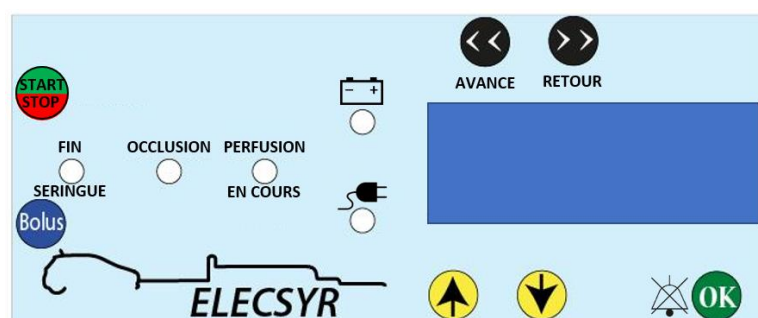 AVANCE RETOUR
START
STOP
FIN
SERINGUE
OCCLUSION
PERFUSION
EN COURS
Bolus
ELECSYR
OK